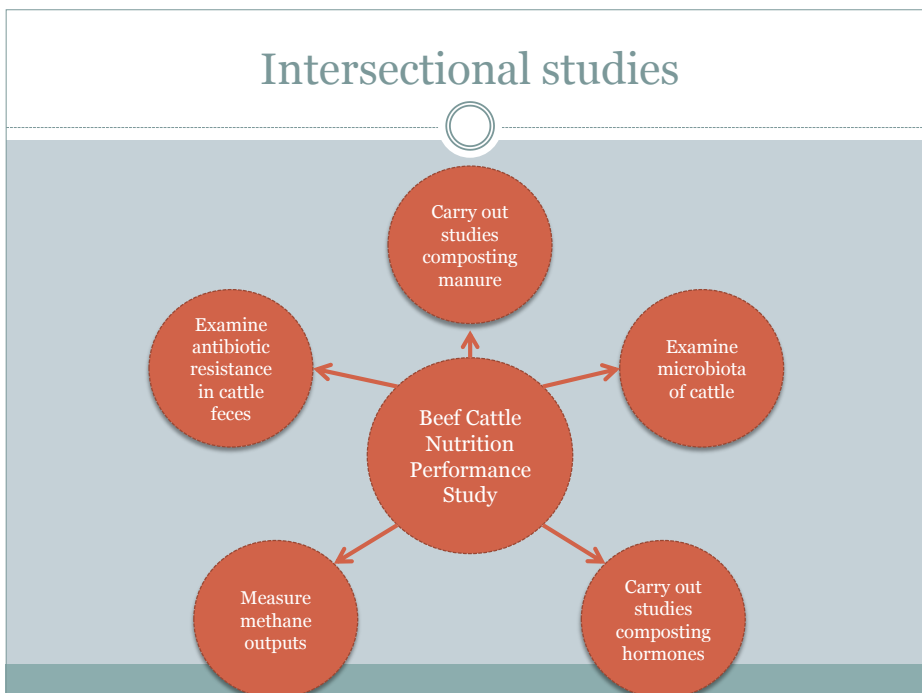 Intersectional studies
Carry out
studies
composting
manure
Examine
antibiotic
resistance
in cattle
feces
Examine
microbiota
of cattle
Beef Cattle
Nutrition
Performance
Study
Measure
methane
outputs
Carry out
studies
composting
hormones